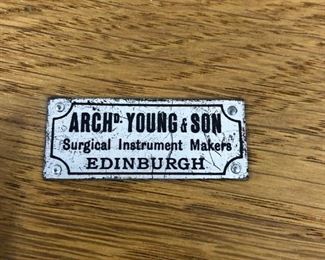 ARCHD. YOUNG & SON
Surgical Instrument Makers
EDINBURGH